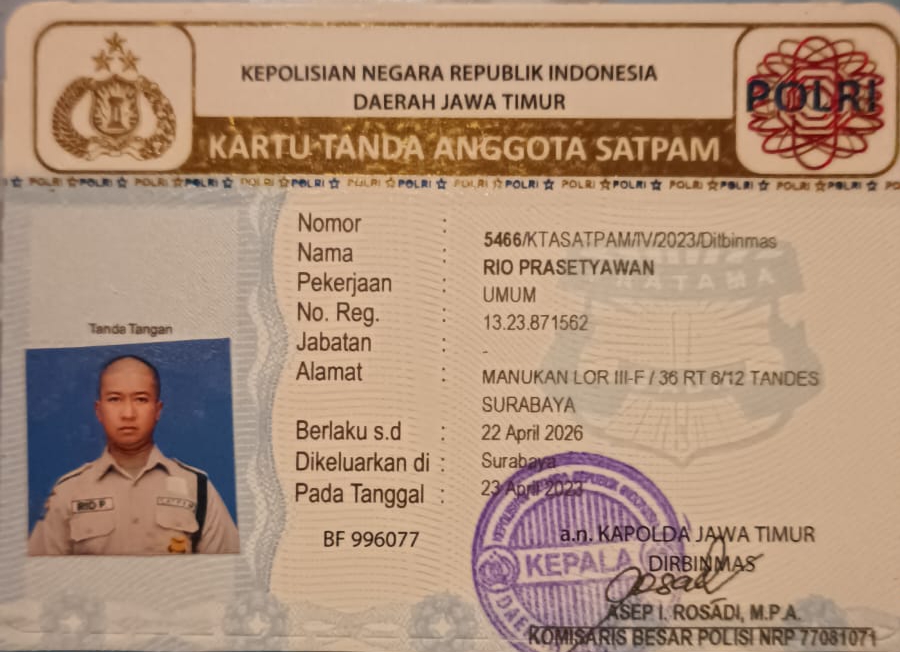 KEPOLISIAN NEGARA REPUBLIK INDONESIA
DAERAH JAWA TIMUR
POLRI
KARTU TANDA ANGGOTA SATPAM
POLRI POLRI POLRI POLRI POLRI POLRI POLRI POLRI POLRI POLRI POLRI POLRI POLRI POLRI POLRI POLRI
Nomor : 5466/KTASATPAM/IV/2023/Ditbinmas
Nama : RIO PRASETYAWAN
Pekerjaan : UMUM
No. Reg. : 13.23.871562
Jabatan : -
Alamat : MANUKAN LOR III-F / 36 RT 6/12 TANDES
SURABAYA
Berlaku s.d : 22 April 2026
Dikeluarkan di : Surabaya
Pada Tanggal : 23 April 2023
Tanda Tangan
RIO P
BF 996077
a.n. KAPOLDA JAWA TIMUR
DIRBINMAS
KEPALA
ASEP I. ROSADI, M.P.A.
KOMISARIS BESAR POLISI NRP 77081071